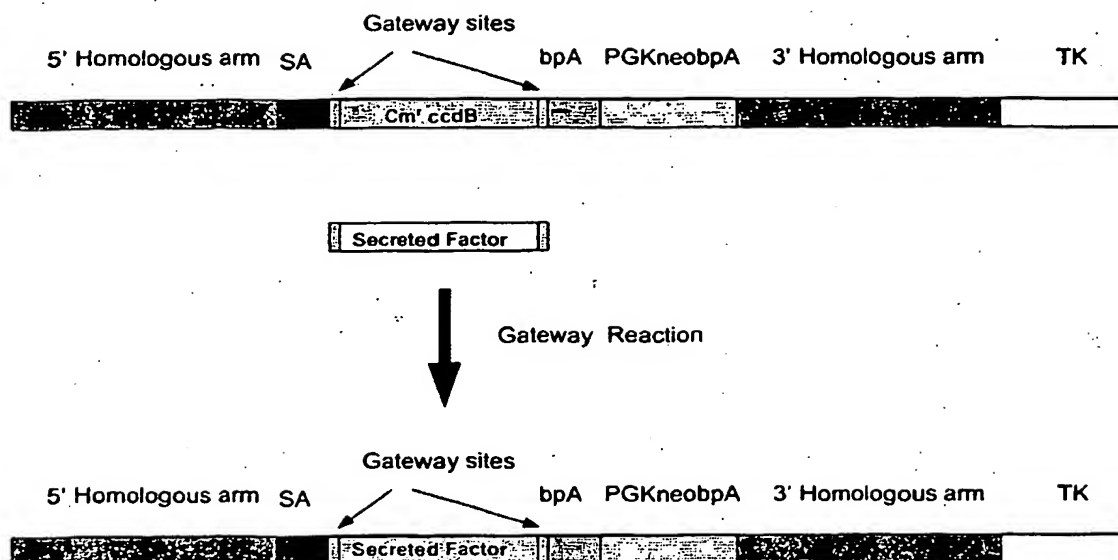 Gateway sites
5' Homologous arm SA bpA PGKneobpA 3' Homologous arm TK
Cmʳ ccdB
Secreted Factor
Gateway Reaction
Gateway sites
5' Homologous arm SA bpA PGKneobpA 3' Homologous arm TK
Secreted Factor